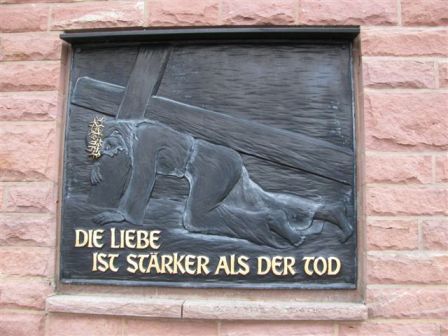 DIE LIEBE
IST STÄRKER ALS DER TOD